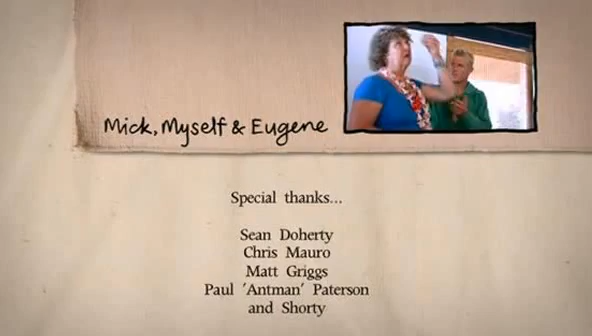 Mick, Myself & Eugene
Special thanks...
Sean Doherty
Chris Mauro
Matt Griggs
Paul 'Antman' Paterson
and Shorty